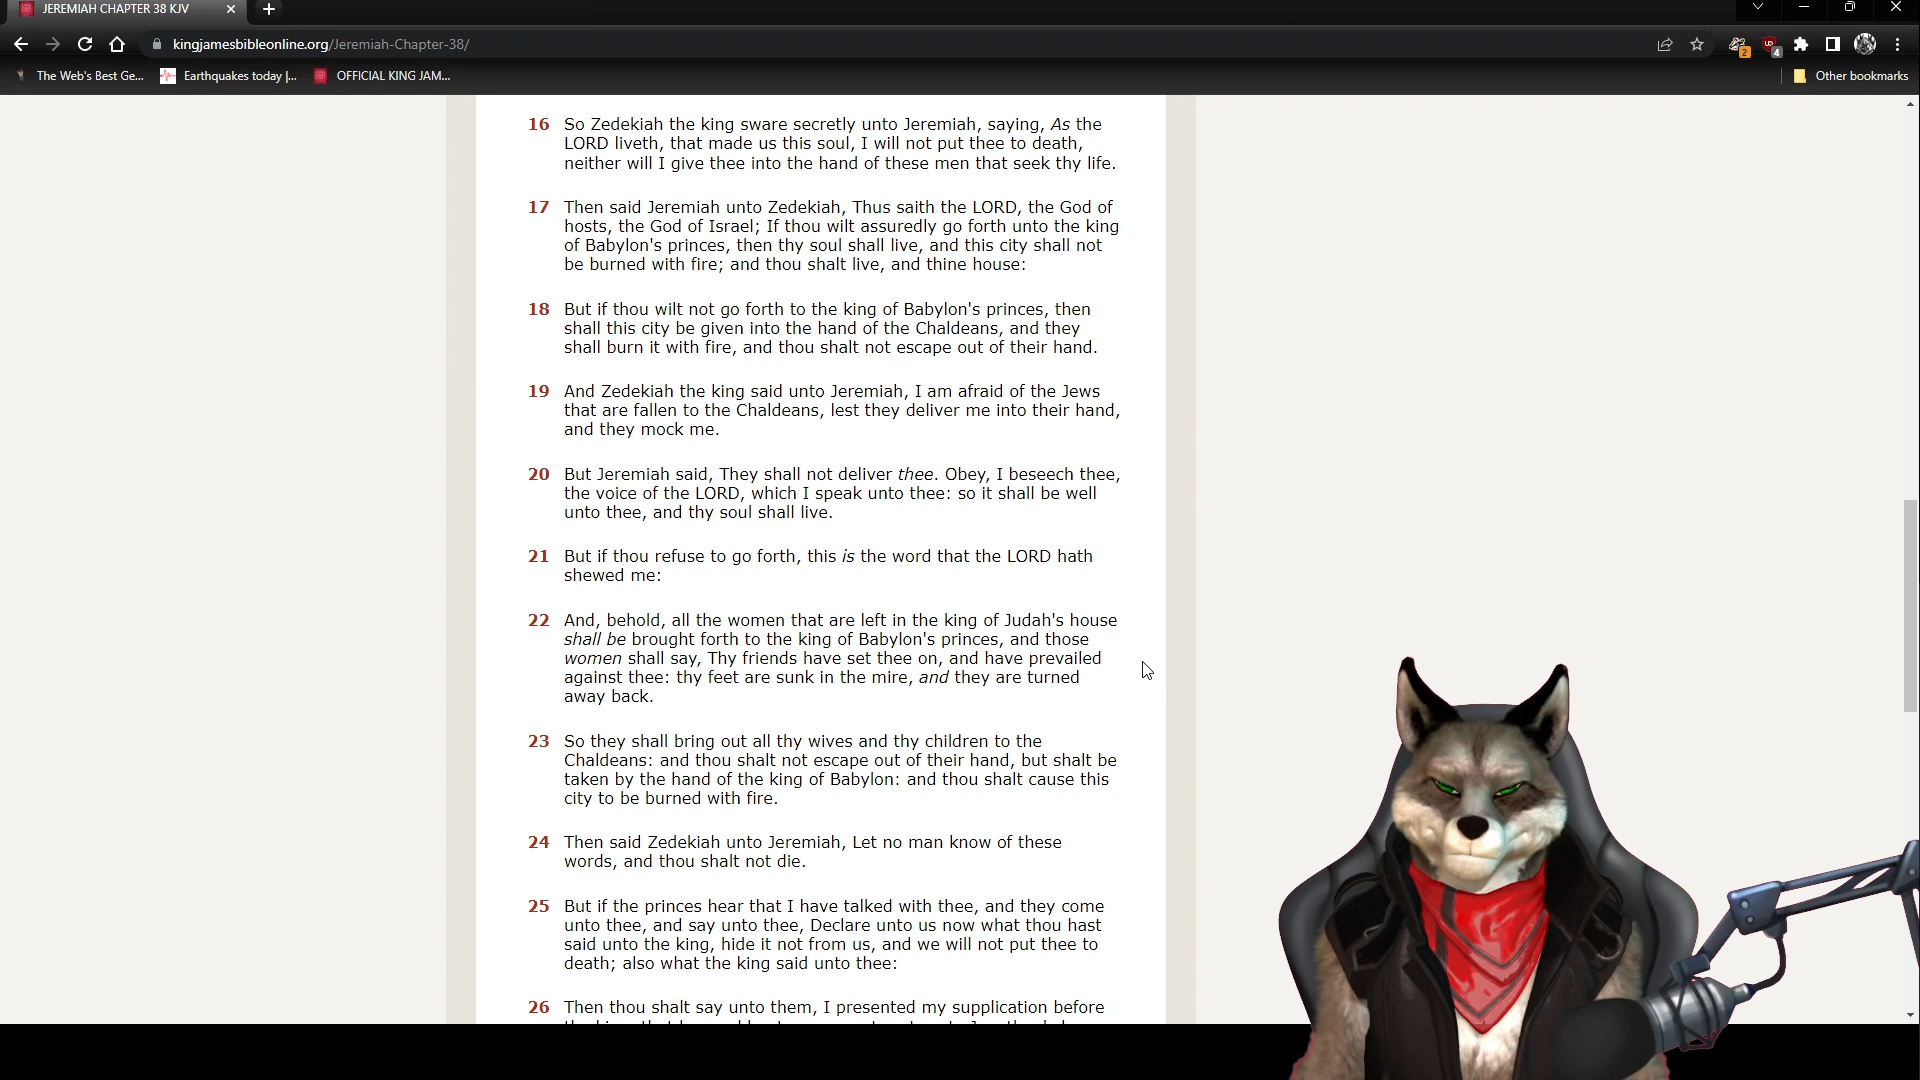 JEREMIAH CHAPTER 38 KJV
kingjamesbibleonline.org/Jeremiah-Chapter-38/
2
UD
4
The Web's Best Ge...
Earthquakes today |...
OFFICIAL KING JAM...
Other bookmarks
16 So Zedekiah the king sware secretly unto Jeremiah, saying, As the
LORD liveth, that made us this soul, I will not put thee to death,
neither will I give thee into the hand of these men that seek thy life.
17 Then said Jeremiah unto Zedekiah, Thus saith the LORD, the God of
hosts, the God of Israel; If thou wilt assuredly go forth unto the king
of Babylon's princes, then thy soul shall live, and this city shall not
be burned with fire; and thou shalt live, and thine house:
18 But if thou wilt not go forth to the king of Babylon's princes, then
shall this city be given into the hand of the Chaldeans, and they
shall burn it with fire, and thou shalt not escape out of their hand.
19 And Zedekiah the king said unto Jeremiah, I am afraid of the Jews
that are fallen to the Chaldeans, lest they deliver me into their hand,
and they mock me.
20 But Jeremiah said, They shall not deliver thee. Obey, I beseech thee,
the voice of the LORD, which I speak unto thee: so it shall be well
unto thee, and thy soul shall live.
21 But if thou refuse to go forth, this is the word that the LORD hath
shewed me:
22 And, behold, all the women that are left in the king of Judah's house
shall be brought forth to the king of Babylon's princes, and those
women shall say, Thy friends have set thee on, and have prevailed
against thee: thy feet are sunk in the mire, and they are turned
away back.
23 So they shall bring out all thy wives and thy children to the
Chaldeans: and thou shalt not escape out of their hand, but shalt be
taken by the hand of the king of Babylon: and thou shalt cause this
city to be burned with fire.
24 Then said Zedekiah unto Jeremiah, Let no man know of these
words, and thou shalt not die.
25 But if the princes hear that I have talked with thee, and they come
unto thee, and say unto thee, Declare unto us now what thou hast
said unto the king, hide it not from us, and we will not put thee to
death; also what the king said unto thee:
26 Then thou shalt say unto them, I presented my supplication before